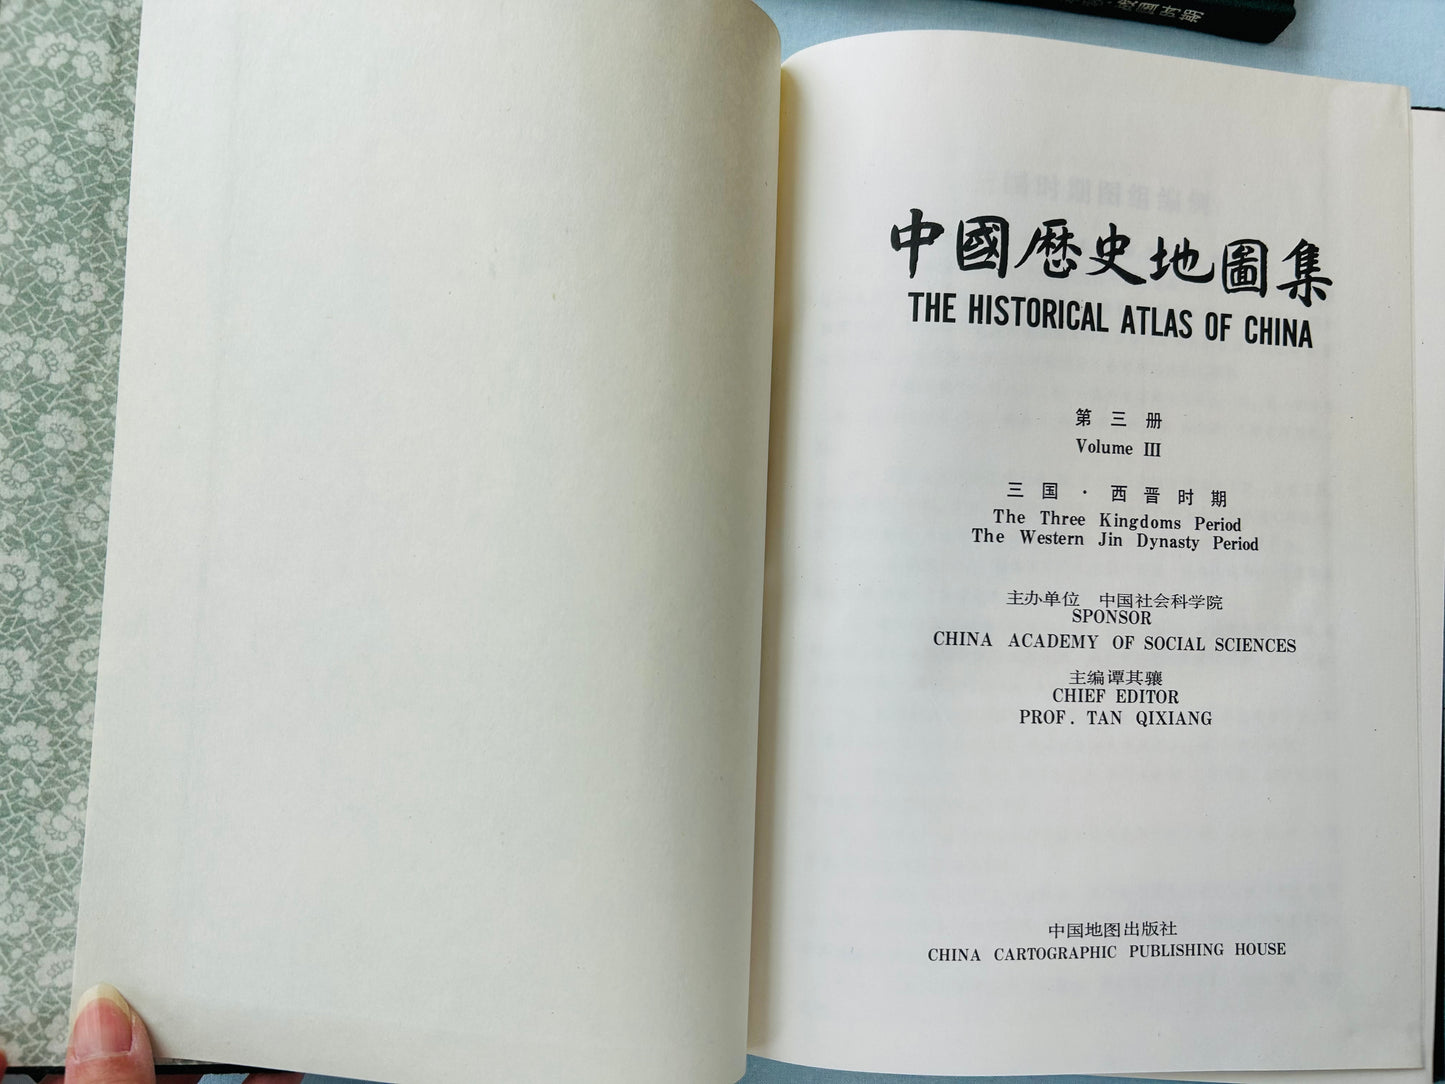 中國歷史地圖集
THE HISTORICAL ATLAS OF CHINA
第三册
Volume III
三国·西晋时期
The Three Kingdoms Period
The Western Jin Dynasty Period
主办单位 中国社会科学院
SPONSOR
CHINA ACADEMY OF SOCIAL SCIENCES
主编谭其骧
CHIEF EDITOR
PROF. TAN QIXIANG
中国地图出版社
CHINA CARTOGRAPHIC PUBLISHING HOUSE